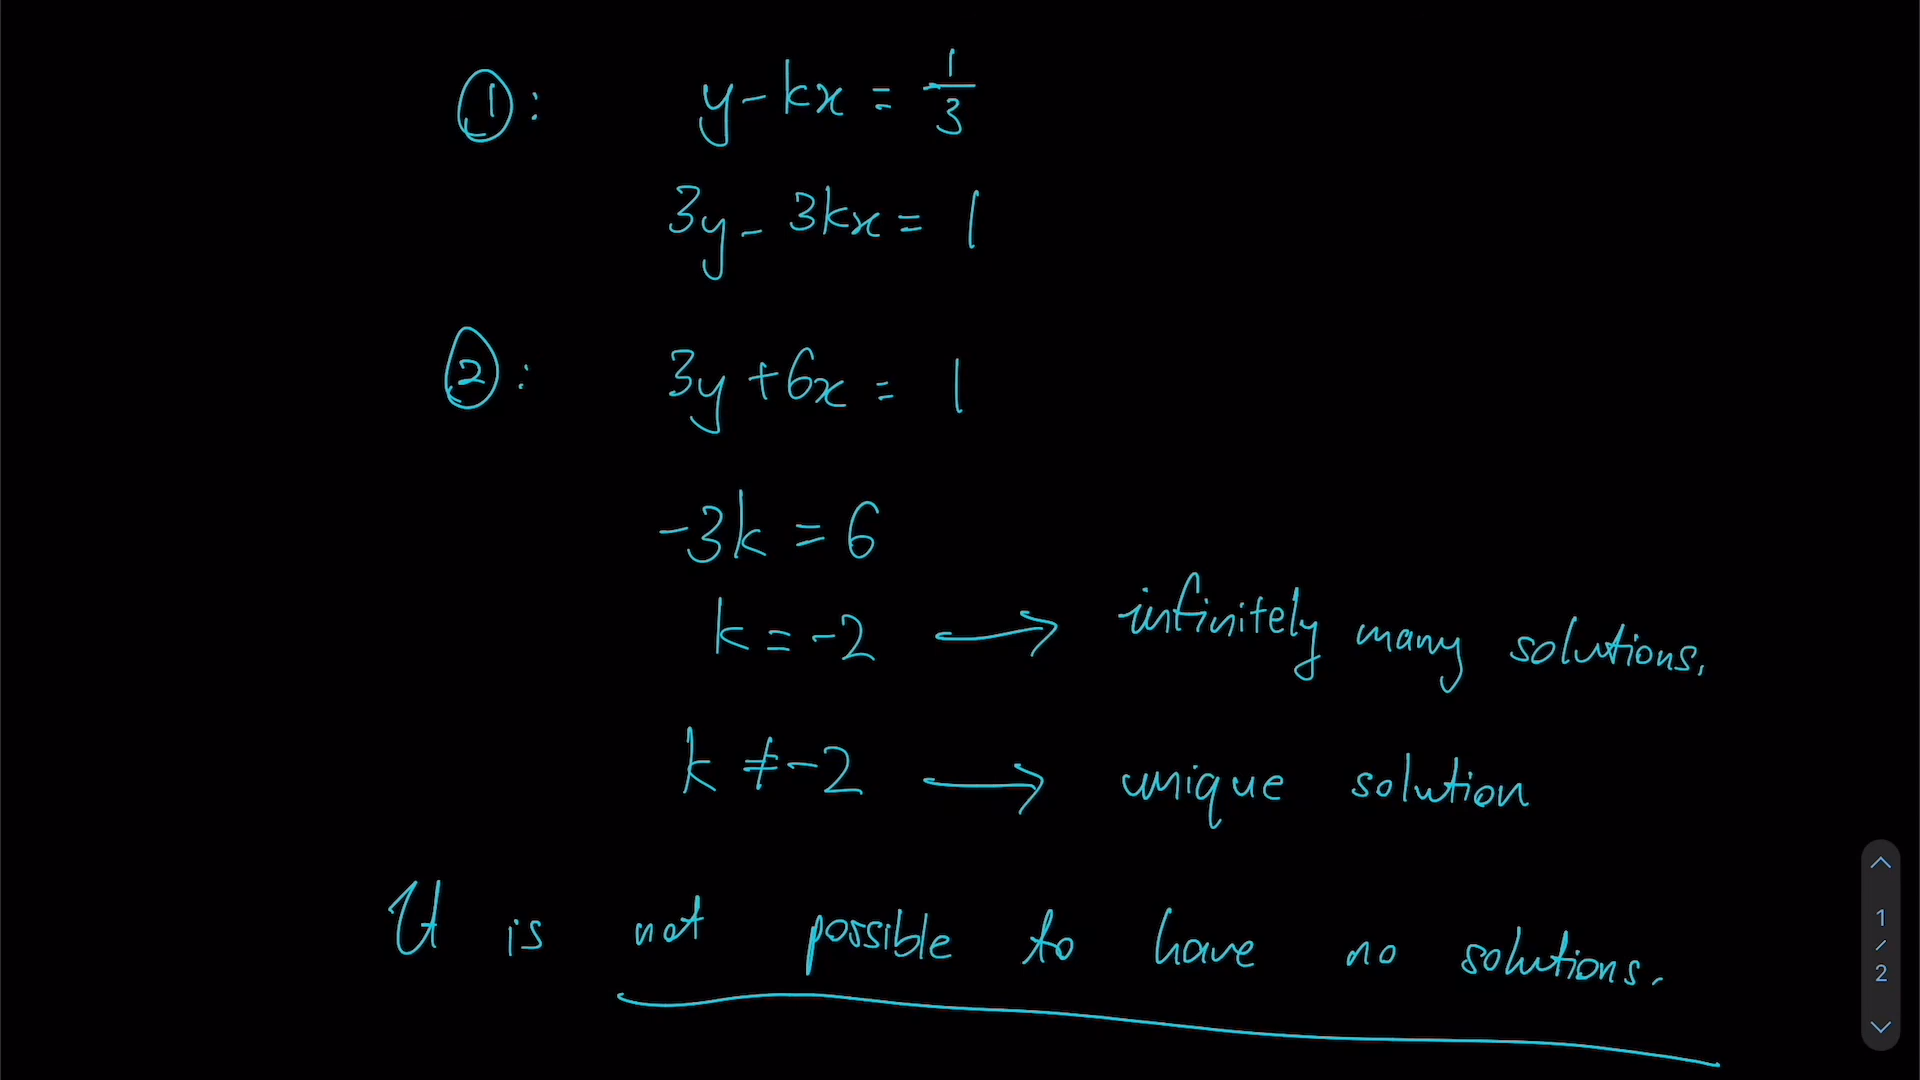 ①: y - kx = 1/3
3y - 3kx = 1
②: 3y + 6x = 1
-3k = 6
k = -2 → infinitely many solutions.
k ≠ -2 → unique solution
It is not possible to have no solutions.
1
/
2